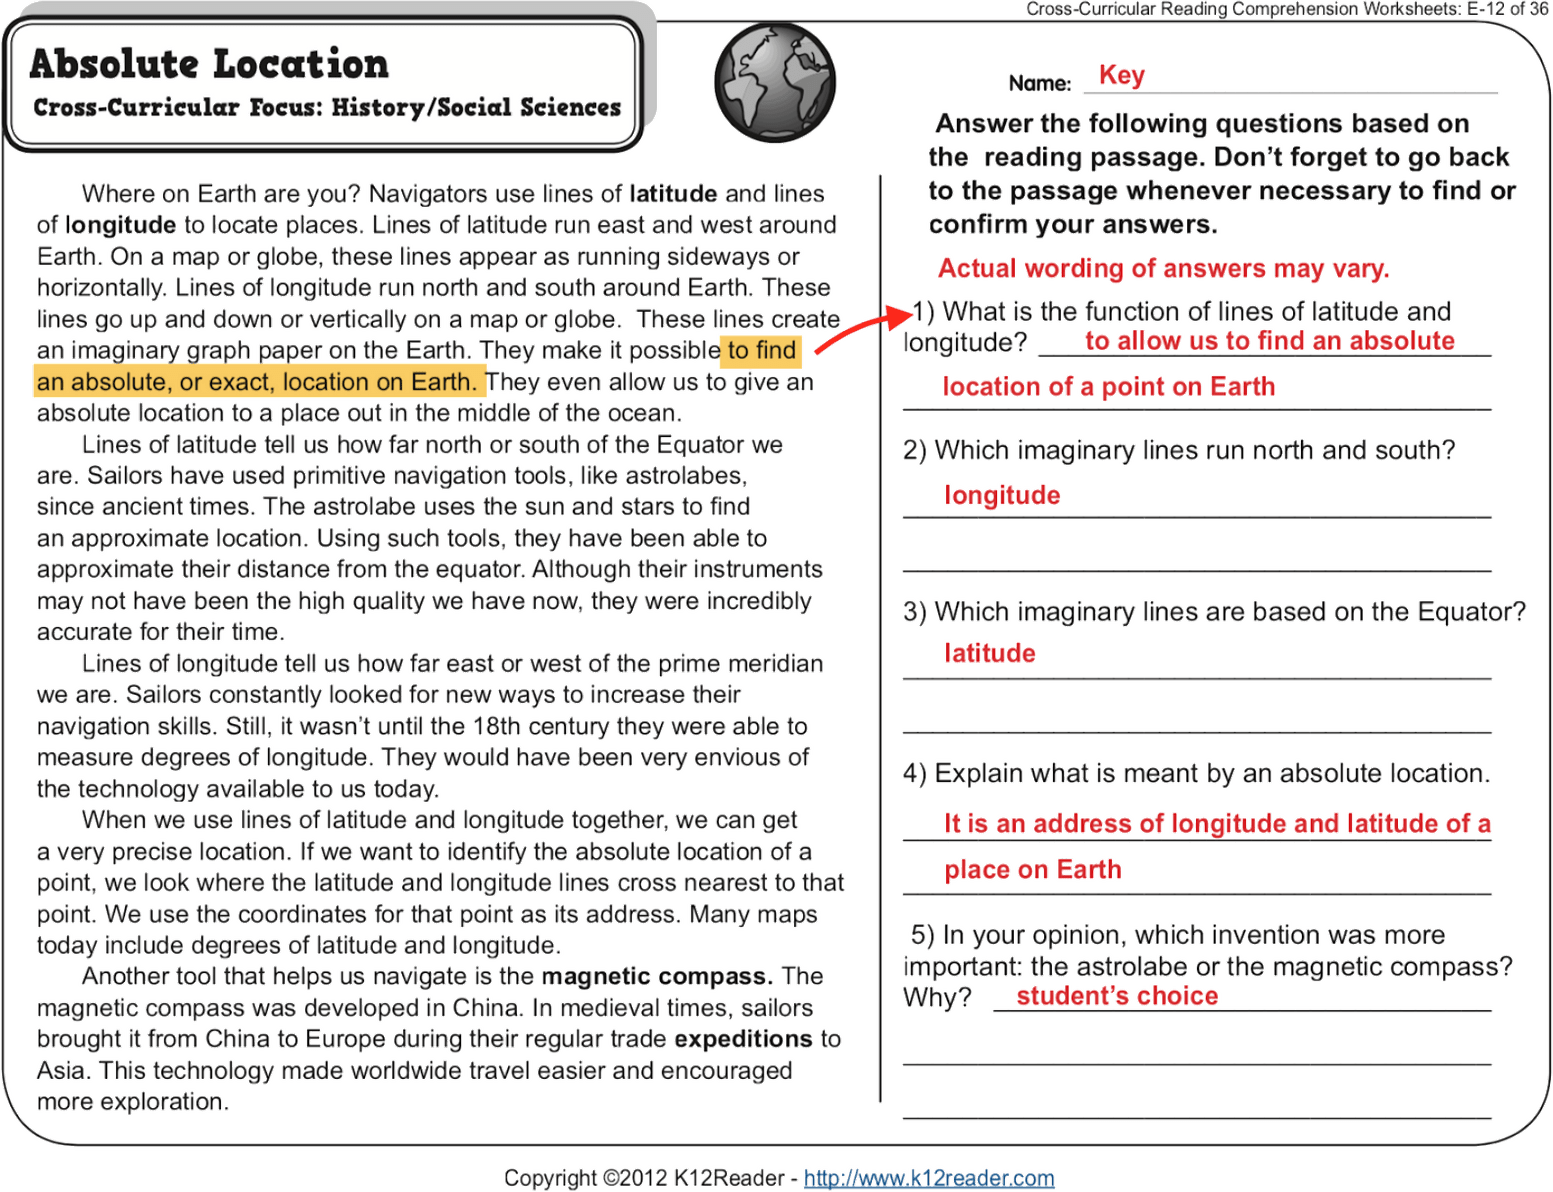 Cross-Curricular Reading Comprehension Worksheets: E-12 of 36
Absolute Location
Cross-Curricular Focus: History/Social Sciences
Name: Key
Where on Earth are you? Navigators use lines of latitude and lines
of longitude to locate places. Lines of latitude run east and west around
Earth. On a map or globe, these lines appear as running sideways or
horizontally. Lines of longitude run north and south around Earth. These
lines go up and down or vertically on a map or globe.  These lines create
an imaginary graph paper on the Earth. They make it possible to find
an absolute, or exact, location on Earth. They even allow us to give an
absolute location to a place out in the middle of the ocean.
Lines of latitude tell us how far north or south of the Equator we
are. Sailors have used primitive navigation tools, like astrolabes,
since ancient times. The astrolabe uses the sun and stars to find
an approximate location. Using such tools, they have been able to
approximate their distance from the equator. Although their instruments
may not have been the high quality we have now, they were incredibly
accurate for their time.
Lines of longitude tell us how far east or west of the prime meridian
we are. Sailors constantly looked for new ways to increase their
navigation skills. Still, it wasn't until the 18th century they were able to
measure degrees of longitude. They would have been very envious of
the technology available to us today.
When we use lines of latitude and longitude together, we can get
a very precise location. If we want to identify the absolute location of a
point, we look where the latitude and longitude lines cross nearest to that
point. We use the coordinates for that point as its address. Many maps
today include degrees of latitude and longitude.
Another tool that helps us navigate is the magnetic compass. The
magnetic compass was developed in China. In medieval times, sailors
brought it from China to Europe during their regular trade expeditions to
Asia. This technology made worldwide travel easier and encouraged
more exploration.
Answer the following questions based on
the  reading passage. Don't forget to go back
to the passage whenever necessary to find or
confirm your answers.
Actual wording of answers may vary.
1) What is the function of lines of latitude and
longitude? to allow us to find an absolute
location of a point on Earth
2) Which imaginary lines run north and south?
longitude
3) Which imaginary lines are based on the Equator?
latitude
4) Explain what is meant by an absolute location.
It is an address of longitude and latitude of a
place on Earth
5) In your opinion, which invention was more
important: the astrolabe or the magnetic compass?
Why? student's choice
Copyright ©2012 K12Reader - http://www.k12reader.com